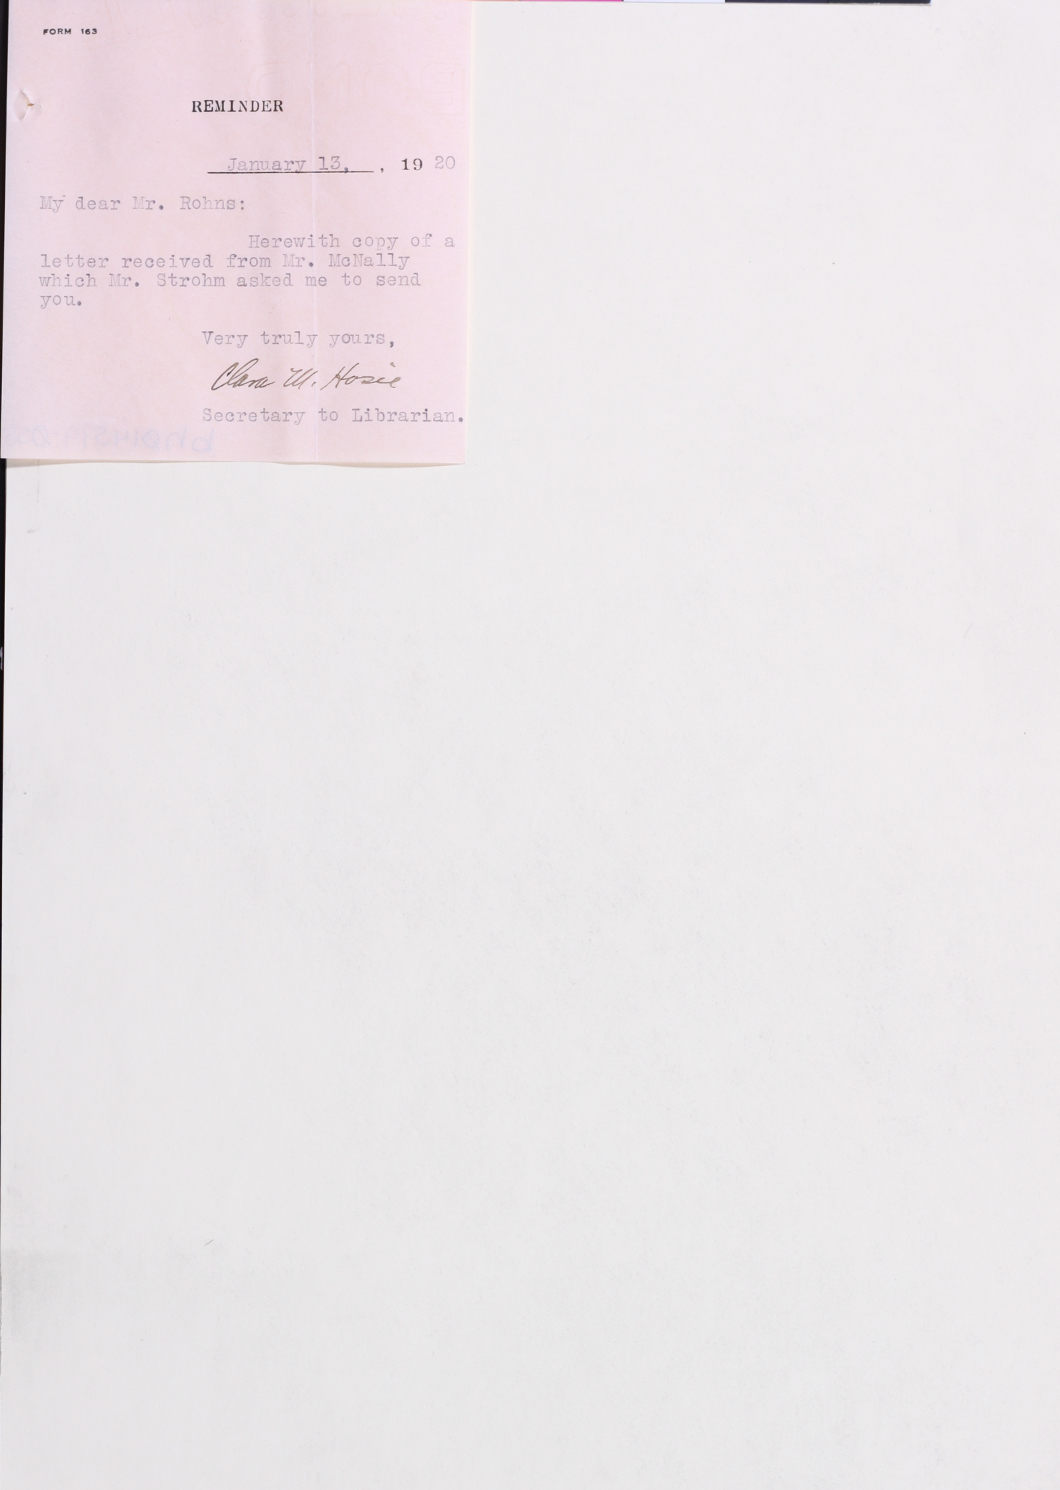 FORM 163
REMINDER
January 13, , 19 20
My dear Mr. Rohns:
Herewith copy of a
letter received from Mr. McNally
which Mr. Strohm asked me to send
you.
Very truly yours,
Clara M. Hosie
Secretary to Librarian.